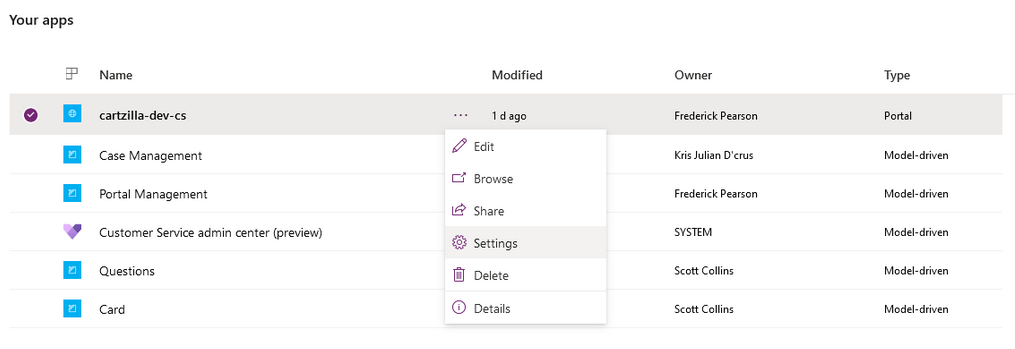 Your apps
Name Modified Owner Type
cartzilla-dev-cs ... 1 d ago Frederick Pearson Portal
Edit
Case Management Kris Julian D'crus Model-driven
Browse
Portal Management Frederick Pearson Model-driven
Share
Customer Service admin center (preview) SYSTEM Model-driven
Settings
Questions Scott Collins Model-driven
Delete
Card Scott Collins Model-driven
Details